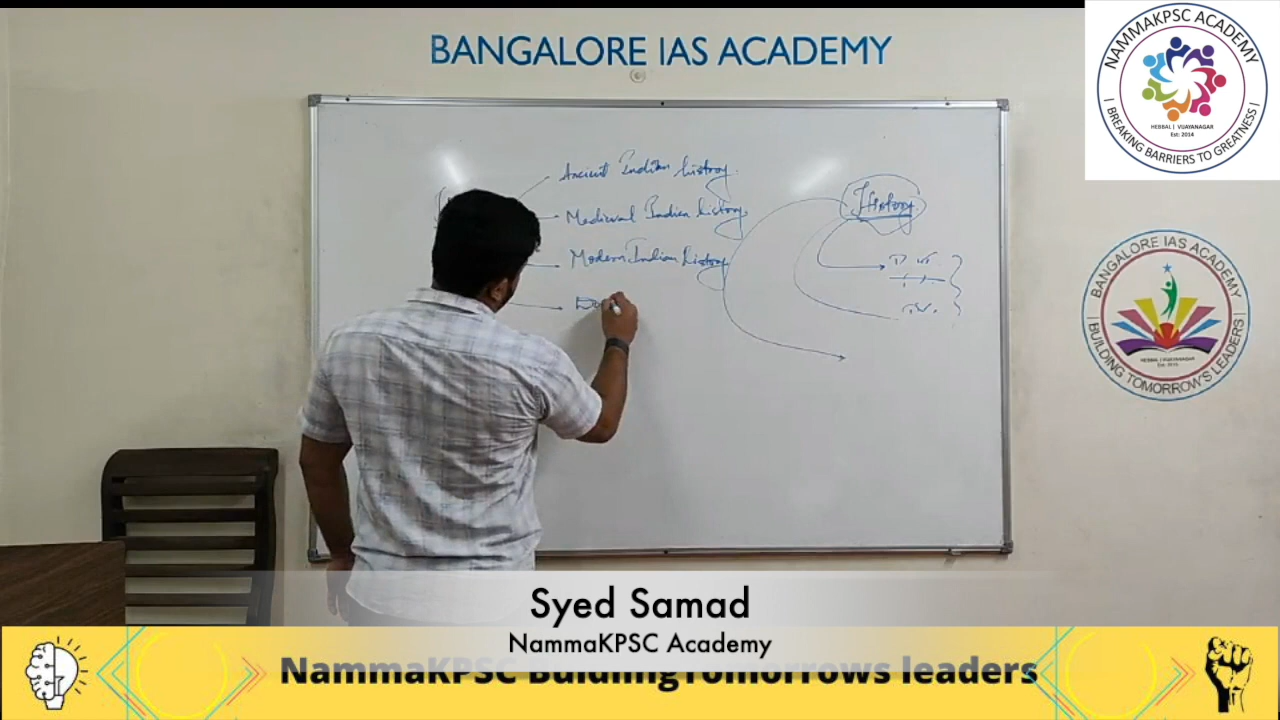 BANGALORE IAS ACADEMY
NAMMAKPSC ACADEMY
HEBBAL | VIJAYANAGAR
Est: 2014
| BREAKING BARRIERS TO GREATNESS |
Ancient Indian history
Medieval Indian history
Modern Indian history
History
BANGALORE IAS ACADEMY
HEBBAL | VIJAYANAGAR
| BUILDING TOMORROW'S LEADERS |
Syed Samad
NammaKPSC Academy
NammaKPSC BuldingTomorrows leaders